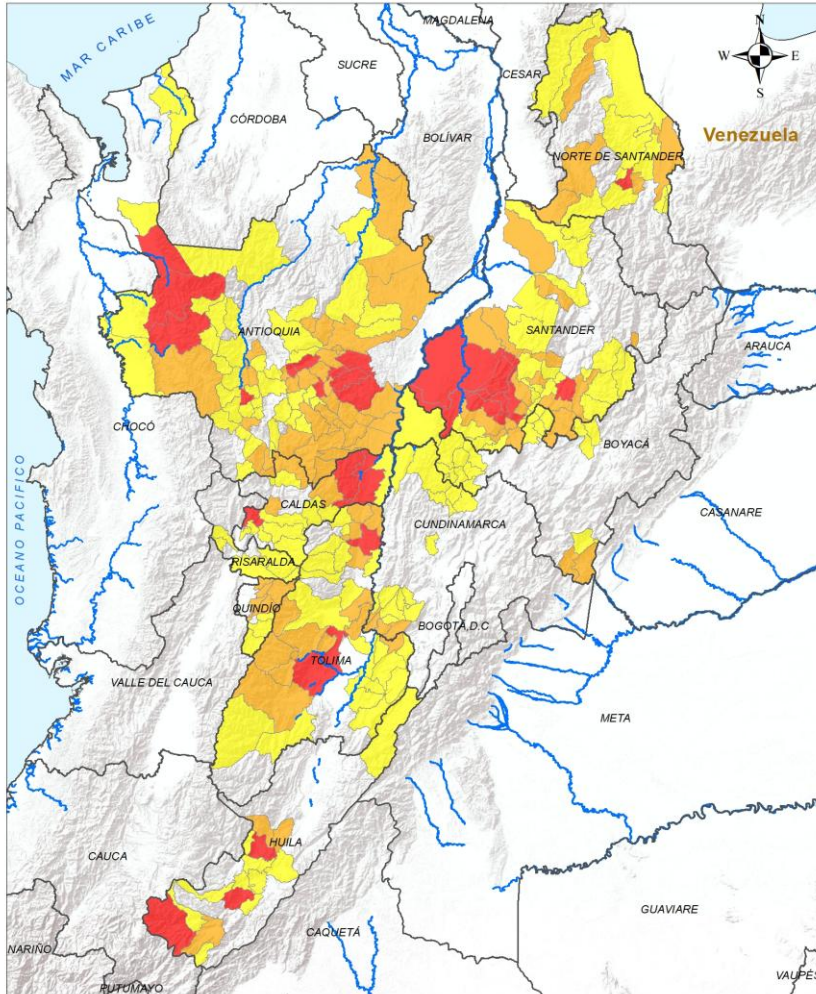 MAGDALENA
N
MAR CARIBE
W
E
SUCRE
CESAR
S
CÓRDOBA
BOLÍVAR
Venezuela
NORTE DE SANTANDER
ANTIOQUIA
SANTANDER
ARAUCA
CHOCÓ
BOYACÁ
OCEANO PACIFICO
CALDAS
CUNDINAMARCA
CASANARE
RISARALDA
QUINDÍO
BOGOTÁ,D.C
TOLIMA
VALLE DEL CAUCA
META
HUILA
CAUCA
GUAVIARE
CAQUETÁ
NARIÑO
PUTUMAYO
VAUPÉS